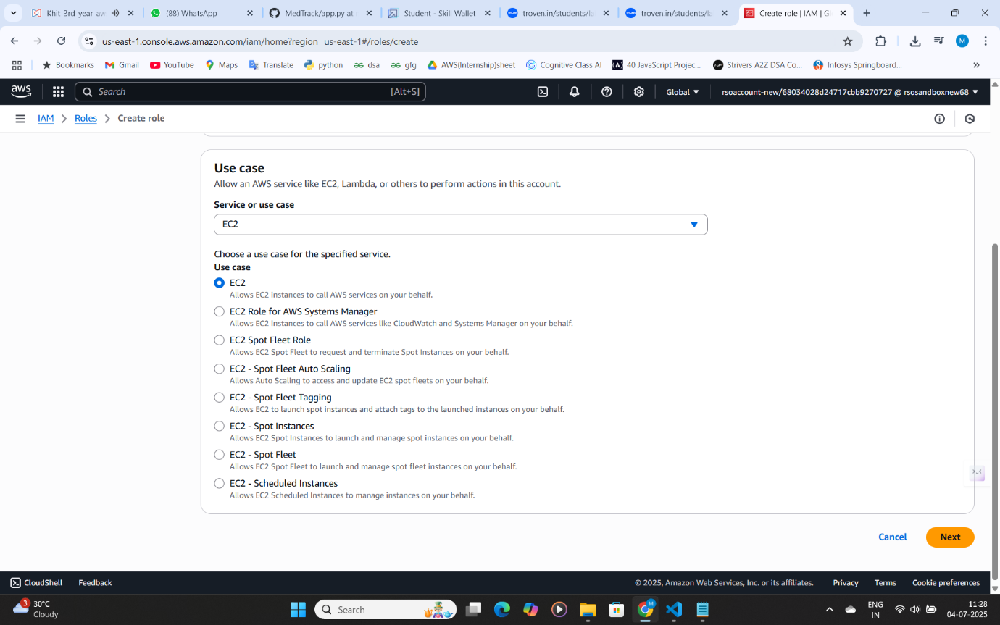 Khit_3rd_year_aw
(88) WhatsApp
MedTrack/app.py at
Student - Skill Wallet
troven.in/students/la
troven.in/students/la
Create role | IAM | Gl
us-east-1.console.aws.amazon.com/iam/home?region=us-east-1#/roles/create
M
Bookmarks
Gmail
YouTube
Maps
Translate
python
dsa
gfg
AWS(Internship)sheet
Cognitive Class AI
40 JavaScript Projec...
Strivers A2Z DSA Co...
Infosys Springboard...
aws
Search
[Alt+S]
Global
rsoaccount-new/68034028d24717cbb9270727 @ rsosandboxnew68
IAM
Roles
Create role
Use case
Allow an AWS service like EC2, Lambda, or others to perform actions in this account.
Service or use case
EC2
Choose a use case for the specified service.
Use case
EC2
Allows EC2 instances to call AWS services on your behalf.
EC2 Role for AWS Systems Manager
Allows EC2 instances to call AWS services like CloudWatch and Systems Manager on your behalf.
EC2 Spot Fleet Role
Allows EC2 Spot Fleet to request and terminate Spot Instances on your behalf.
EC2 - Spot Fleet Auto Scaling
Allows Auto Scaling to access and update EC2 spot fleets on your behalf.
EC2 - Spot Fleet Tagging
Allows EC2 to launch spot instances and attach tags to the launched instances on your behalf.
EC2 - Spot Instances
Allows EC2 Spot Instances to launch and manage spot instances on your behalf.
EC2 - Spot Fleet
Allows EC2 Spot Fleet to launch and manage spot fleet instances on your behalf.
EC2 - Scheduled Instances
Allows EC2 Scheduled Instances to manage instances on your behalf.
Cancel
Next
CloudShell
Feedback
© 2025, Amazon Web Services, Inc. or its affiliates.
Privacy
Terms
Cookie preferences
3
30°C
Cloudy
Search
M
ENG
IN
11:28
04-07-2025